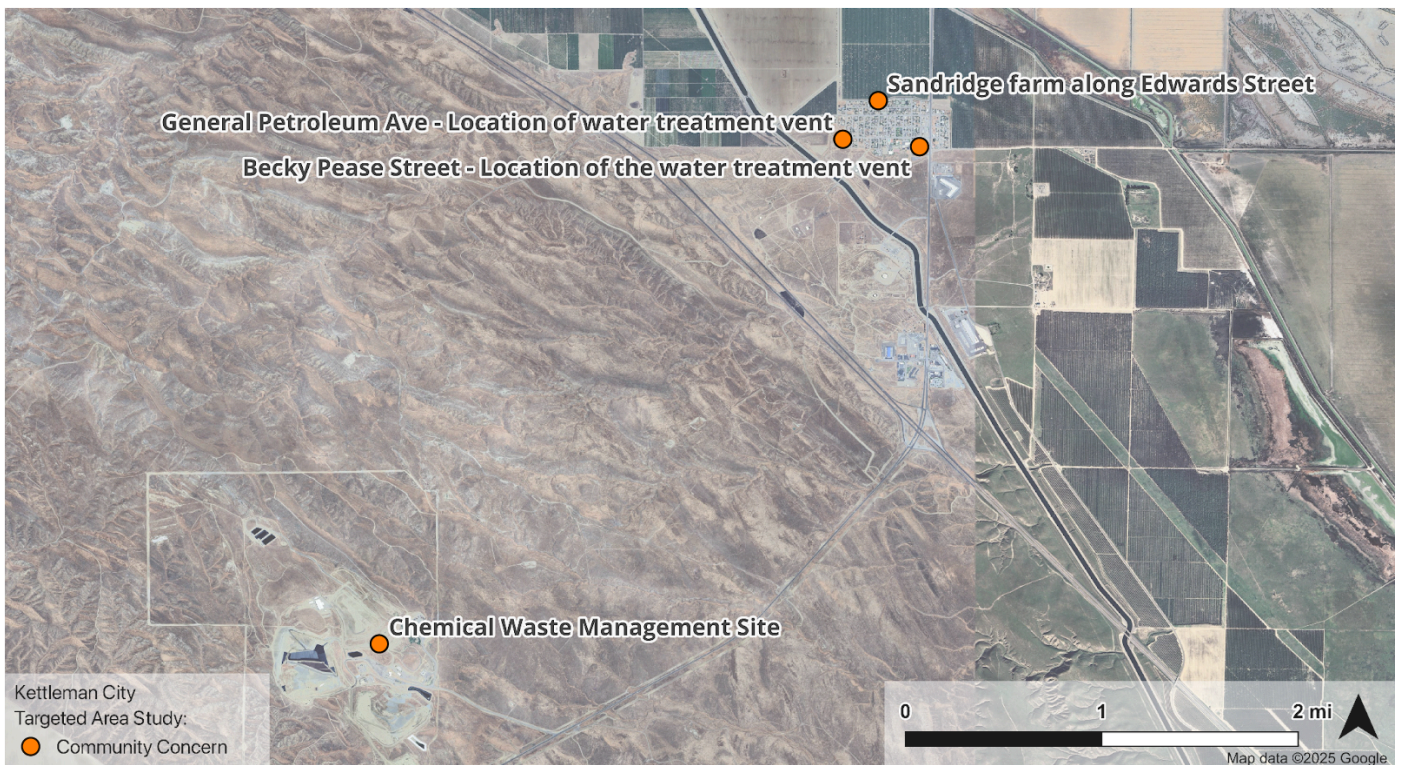 Sandridge farm along Edwards Street
General Petroleum Ave - Location of water treatment vent
Becky Pease Street - Location of the water treatment vent
Chemical Waste Management Site
Kettleman City
Targeted Area Study:
Community Concern
0 1 2 mi
Map data ©2025 Google